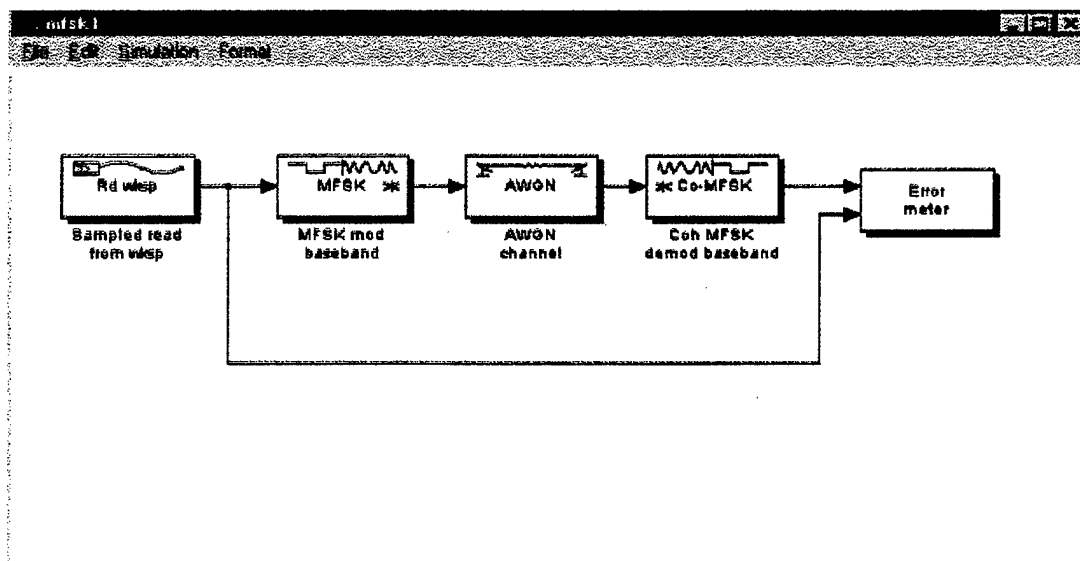 mfsk1
File Edit Simulation Format
Rd wksp
MFSK
AWGN
Co-MFSK
Error
meter
Sampled read
from wksp
MFSK mod
baseband
AWGN
channel
Coh MFSK
demod baseband